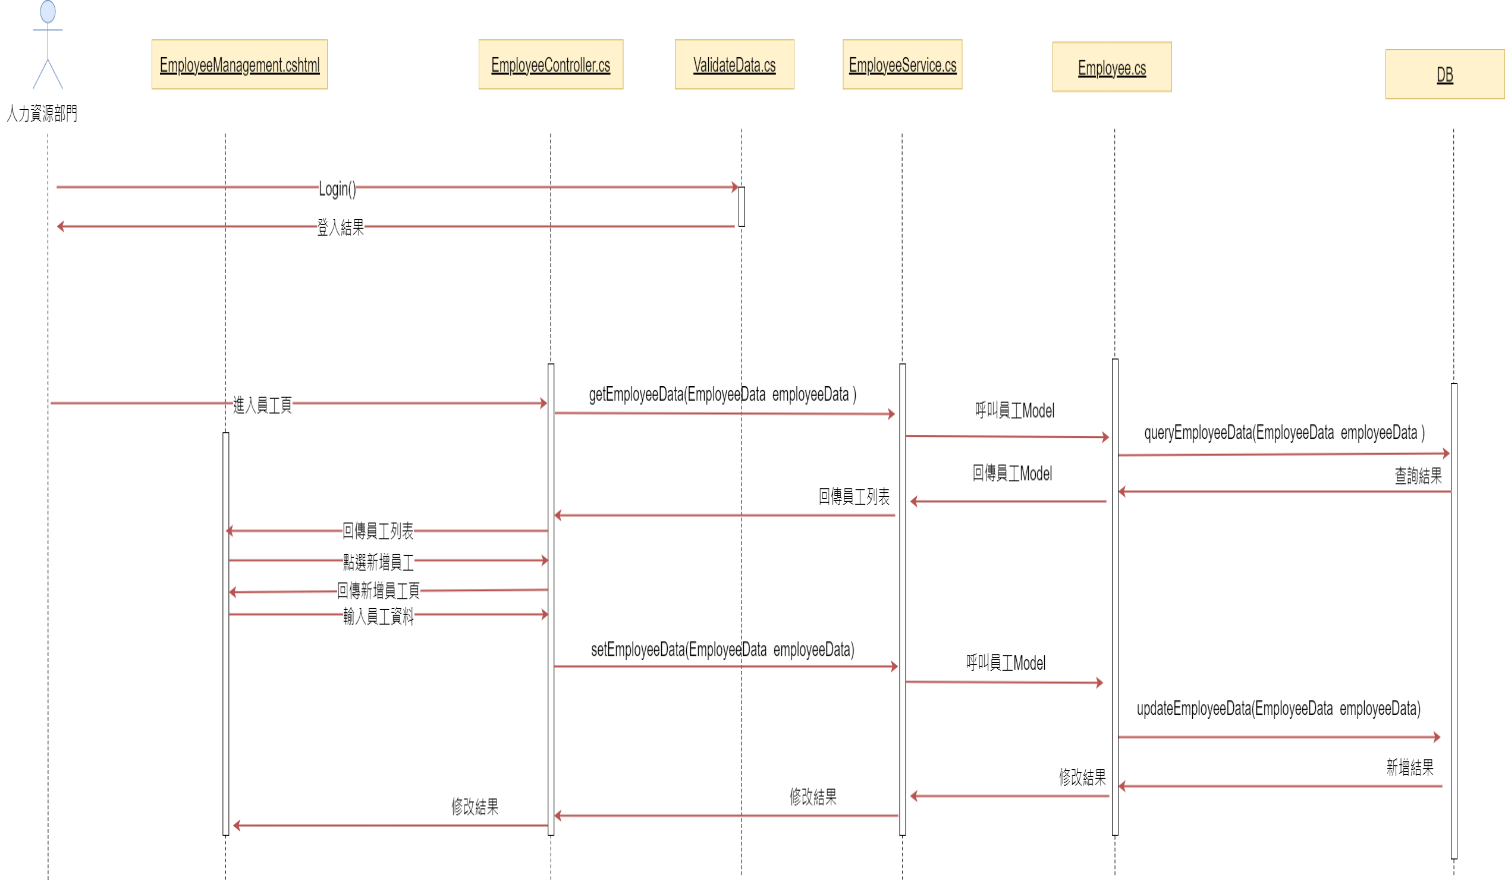 EmployeeManagement.cshtml
EmployeeController.cs
ValidateData.cs
EmployeeService.cs
Employee.cs
DB
人力資源部門
Login()
登入結果
進入員工頁
getEmployeeData(EmployeeData employeeData )
呼叫員工Model
queryEmployeeData(EmployeeData employeeData )
回傳員工Model
查詢結果
回傳員工列表
回傳員工列表
點選新增員工
回傳新增員工頁
輸入員工資料
setEmployeeData(EmployeeData employeeData)
呼叫員工Model
updateEmployeeData(EmployeeData employeeData)
新增結果
修改結果
修改結果
修改結果